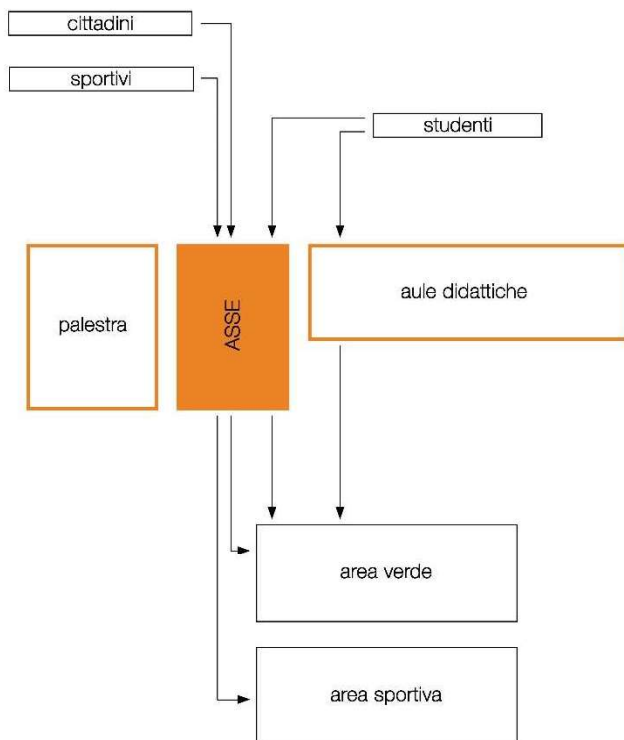 cittadini
sportivi
studenti
palestra
ASSE
aule didattiche
area verde
area sportiva